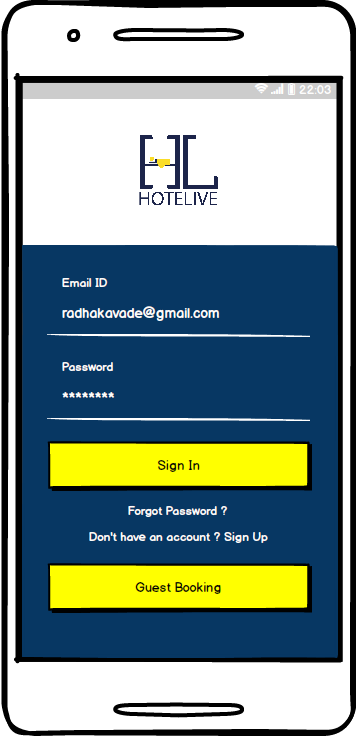 22:03
HOTELIVE
Email ID
radhakavade@gmail.com
Password
********
Sign In
Forgot Password ?
Don't have an account ? Sign Up
Guest Booking